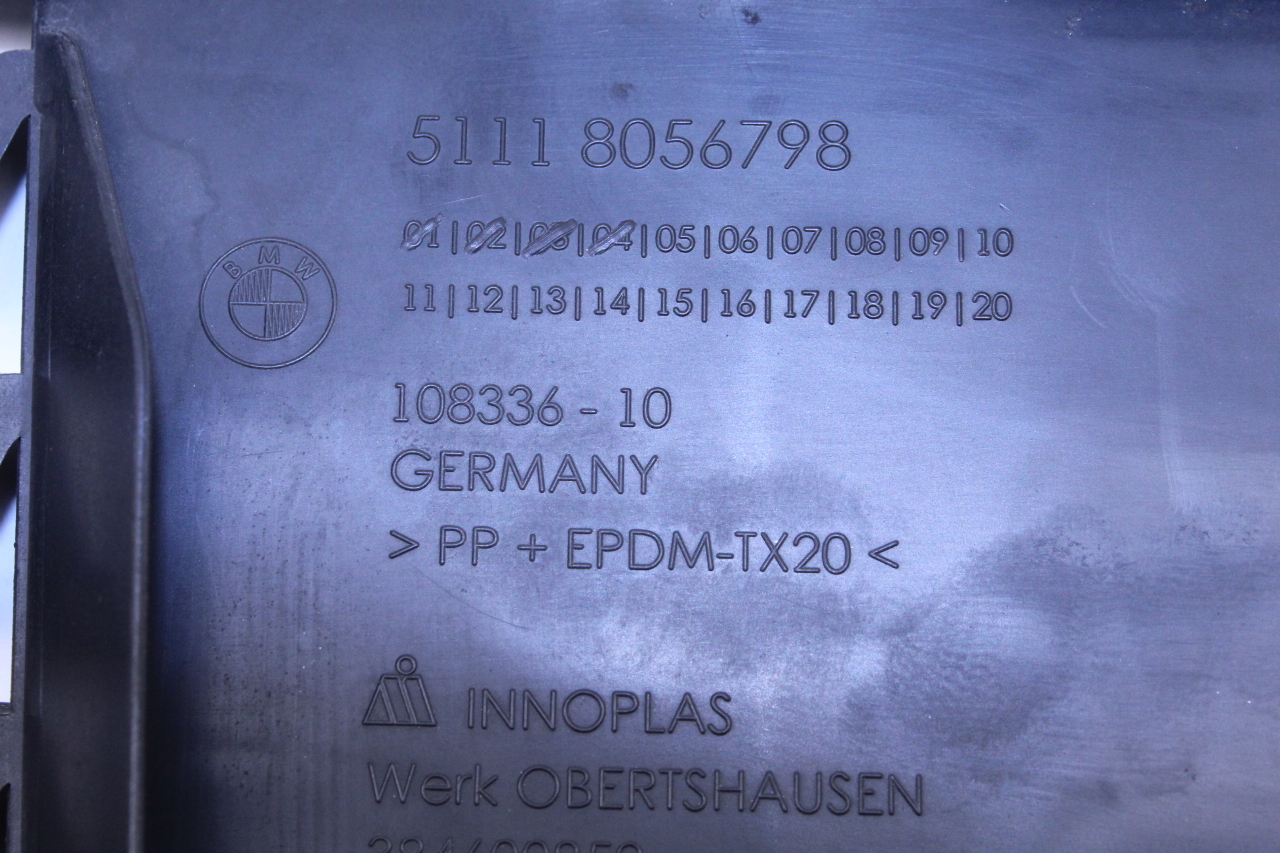 5111 8056798
01|02|03|04|05|06|07|08|09|10
BMW
11|12|13|14|15|16|17|18|19|20
108336 - 10
GERMANY
> PP + EPDM-TX20 <
INNOPLAS
Werk OBERTSHAUSEN